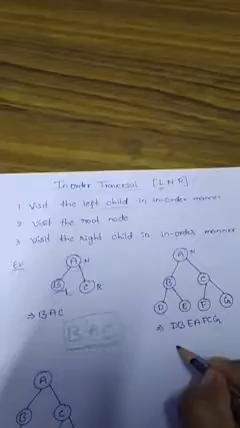 Inorder Traversal [L N R]
1 Visit the left child in in-order manner
2 Visit the root node
3 Visit the right child in in-order manner
Ex:
A N
B L C R
⇒ BAC
BAC
A N
B C
D E F G
⇒ DBEAFCG
A
B C